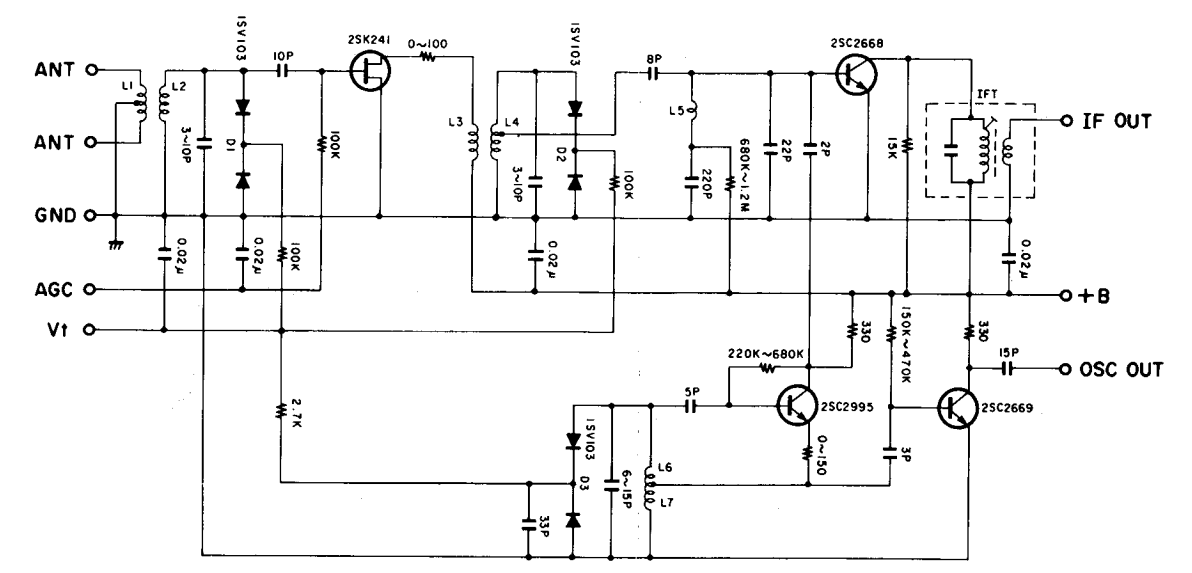 1SV103
2SK241
0~100
1SV103
2SC2668
ANT
10P
8P
IFT
L1
L2
L3
L4
L5
IF OUT
ANT
3~10P
D1
100K
3~10P
D2
100K
220P
680K~1.2M
22P
2P
15K
GND
0.02μ
0.02μ
100K
0.02μ
0.02μ
AGC
+B
Vt
330
150K~470K
330
15P
220K~680K
OSC OUT
5P
2SC2995
2SC2669
2.7K
1SV103
D3
6~15P
L6
L7
0~150
3P
33P